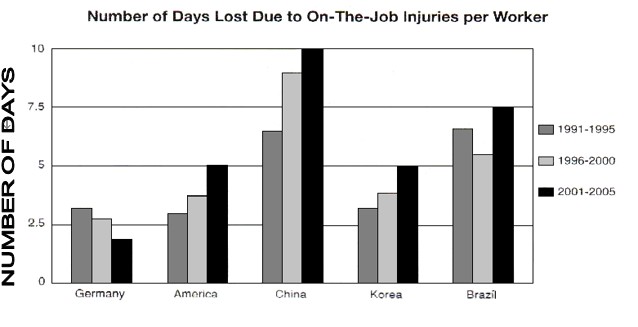 Number of Days Lost Due to On-The-Job Injuries per Worker
NUMBER OF DAYS
10
7.5
5
2.5
0
Germany America China Korea Brazil
1991-1995
1996-2000
2001-2005